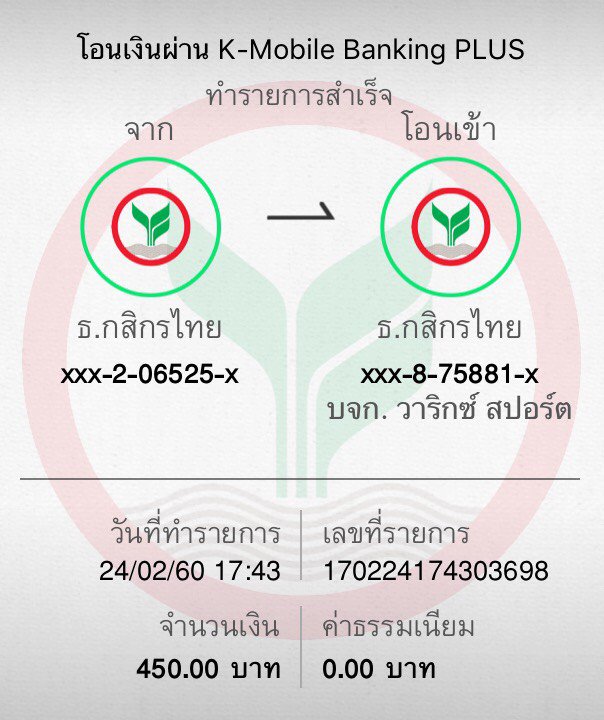 โอนเงินผ่าน K-Mobile Banking PLUS
ทำรายการสำเร็จ
จาก
โอนเข้า
ธ.กสิกรไทย
ธ.กสิกรไทย
xxx-2-06525-x
xxx-8-75881-x
บจก. วาริกซ์ สปอร์ต
วันที่ทำรายการ
เลขที่รายการ
24/02/60 17:43
170224174303698
จำนวนเงิน
ค่าธรรมเนียม
450.00 บาท
0.00 บาท